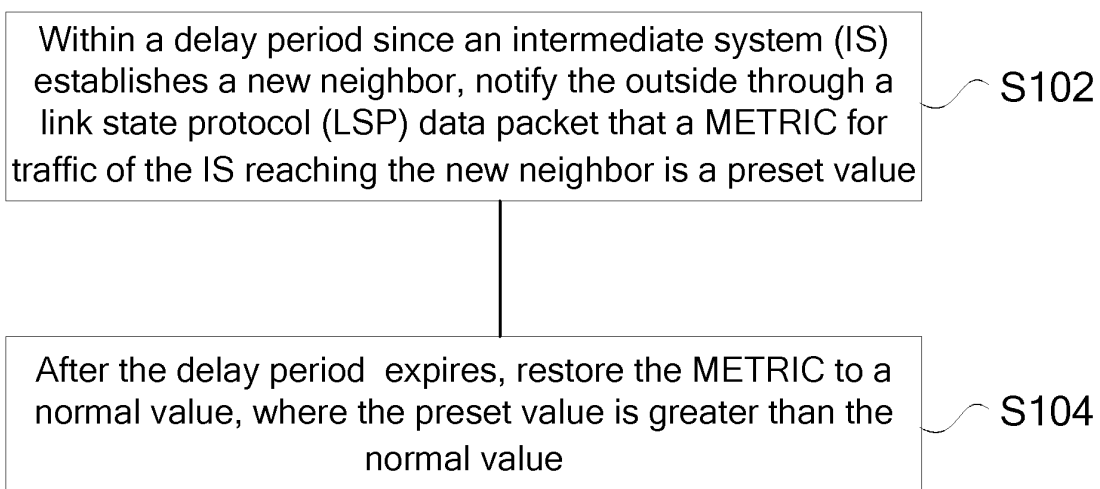 Within a delay period since an intermediate system (IS)
establishes a new neighbor, notify the outside through a
link state protocol (LSP) data packet that a METRIC for
traffic of the IS reaching the new neighbor is a preset value
S102
After the delay period expires, restore the METRIC to a
normal value, where the preset value is greater than the
normal value
S104